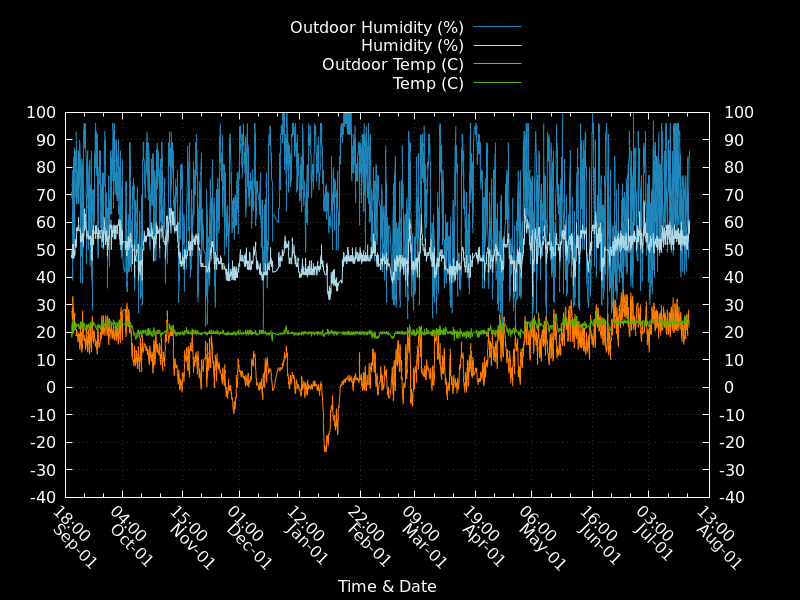 Outdoor Humidity (%)
Humidity (%)
Outdoor Temp (C)
Temp (C)
100 100
90 90
80 80
70 70
60 60
50 50
40 40
30 30
20 20
10 10
0 0
-10 -10
-20 -20
-30 -30
-40 -40
18:00 Sep-01
04:00 Oct-01
15:00 Nov-01
01:00 Dec-01
12:00 Jan-01
22:00 Feb-01
09:00 Mar-01
19:00 Apr-01
06:00 May-01
16:00 Jun-01
03:00 Jul-01
13:00 Aug-01
Time & Date